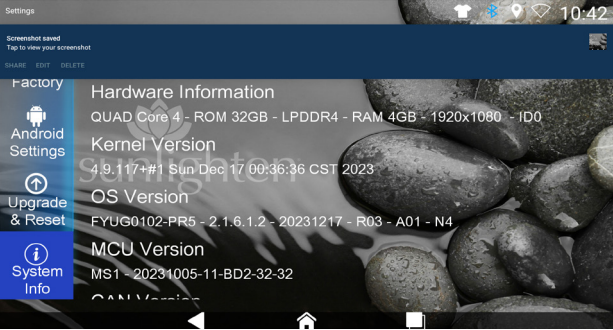 Settings
10:42
Screenshot saved
Tap to view your screenshot
SHARE EDIT DELETE
Factory
Android
Settings
Upgrade
& Reset
System
Info
Hardware Information
QUAD Core 4 - ROM 32GB - LPDDR4 - RAM 4GB - 1920x1080 - ID0
Kernel Version
sunlighten
4.9.117+#1 Sun Dec 17 00:36:36 CST 2023
OS Version
FYUG0102-PR5 - 2.1.6.1.2 - 20231217 - R03 - A01 - N4
MCU Version
MS1 - 20231005-11-BD2-32-32
CAN Version